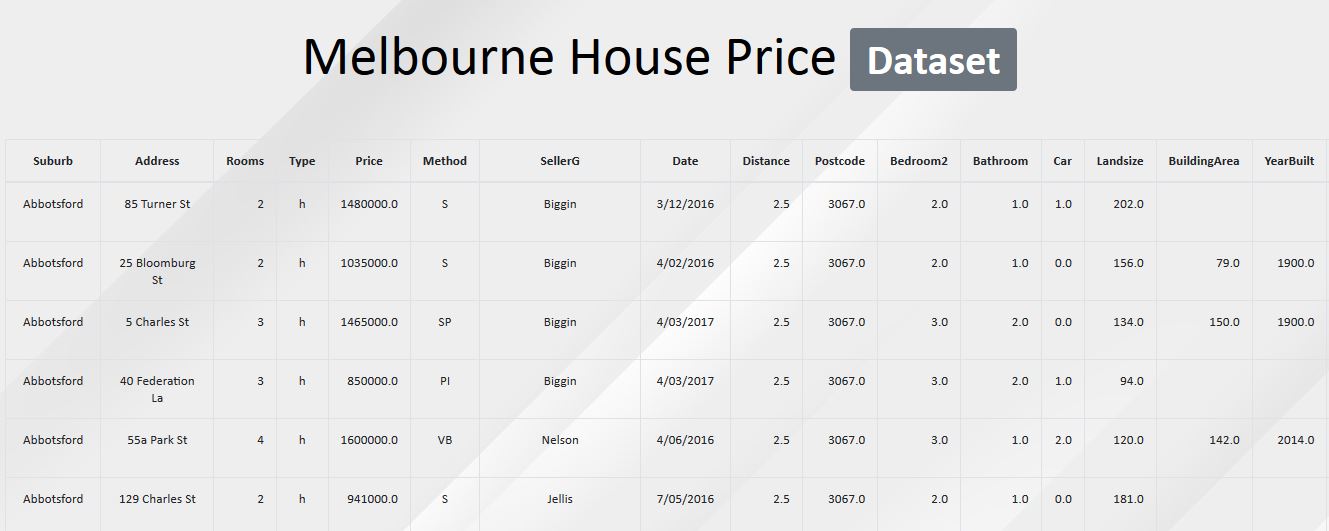 Melbourne House Price Dataset
Suburb Address Rooms Type Price Method SellerG Date Distance Postcode Bedroom2 Bathroom Car Landsize BuildingArea YearBuilt
Abbotsford 85 Turner St 2 h 1480000.0 S Biggin 3/12/2016 2.5 3067.0 2.0 1.0 1.0 202.0
Abbotsford 25 Bloomburg 2 h 1035000.0 S Biggin 4/02/2016 2.5 3067.0 2.0 1.0 0.0 156.0 79.0 1900.0
St
Abbotsford 5 Charles St 3 h 1465000.0 SP Biggin 4/03/2017 2.5 3067.0 3.0 2.0 0.0 134.0 150.0 1900.0
Abbotsford 40 Federation 3 h 850000.0 PI Biggin 4/03/2017 2.5 3067.0 3.0 2.0 1.0 94.0
La
Abbotsford 55a Park St 4 h 1600000.0 VB Nelson 4/06/2016 2.5 3067.0 3.0 1.0 2.0 120.0 142.0 2014.0
Abbotsford 129 Charles St 2 h 941000.0 S Jellis 7/05/2016 2.5 3067.0 2.0 1.0 0.0 181.0